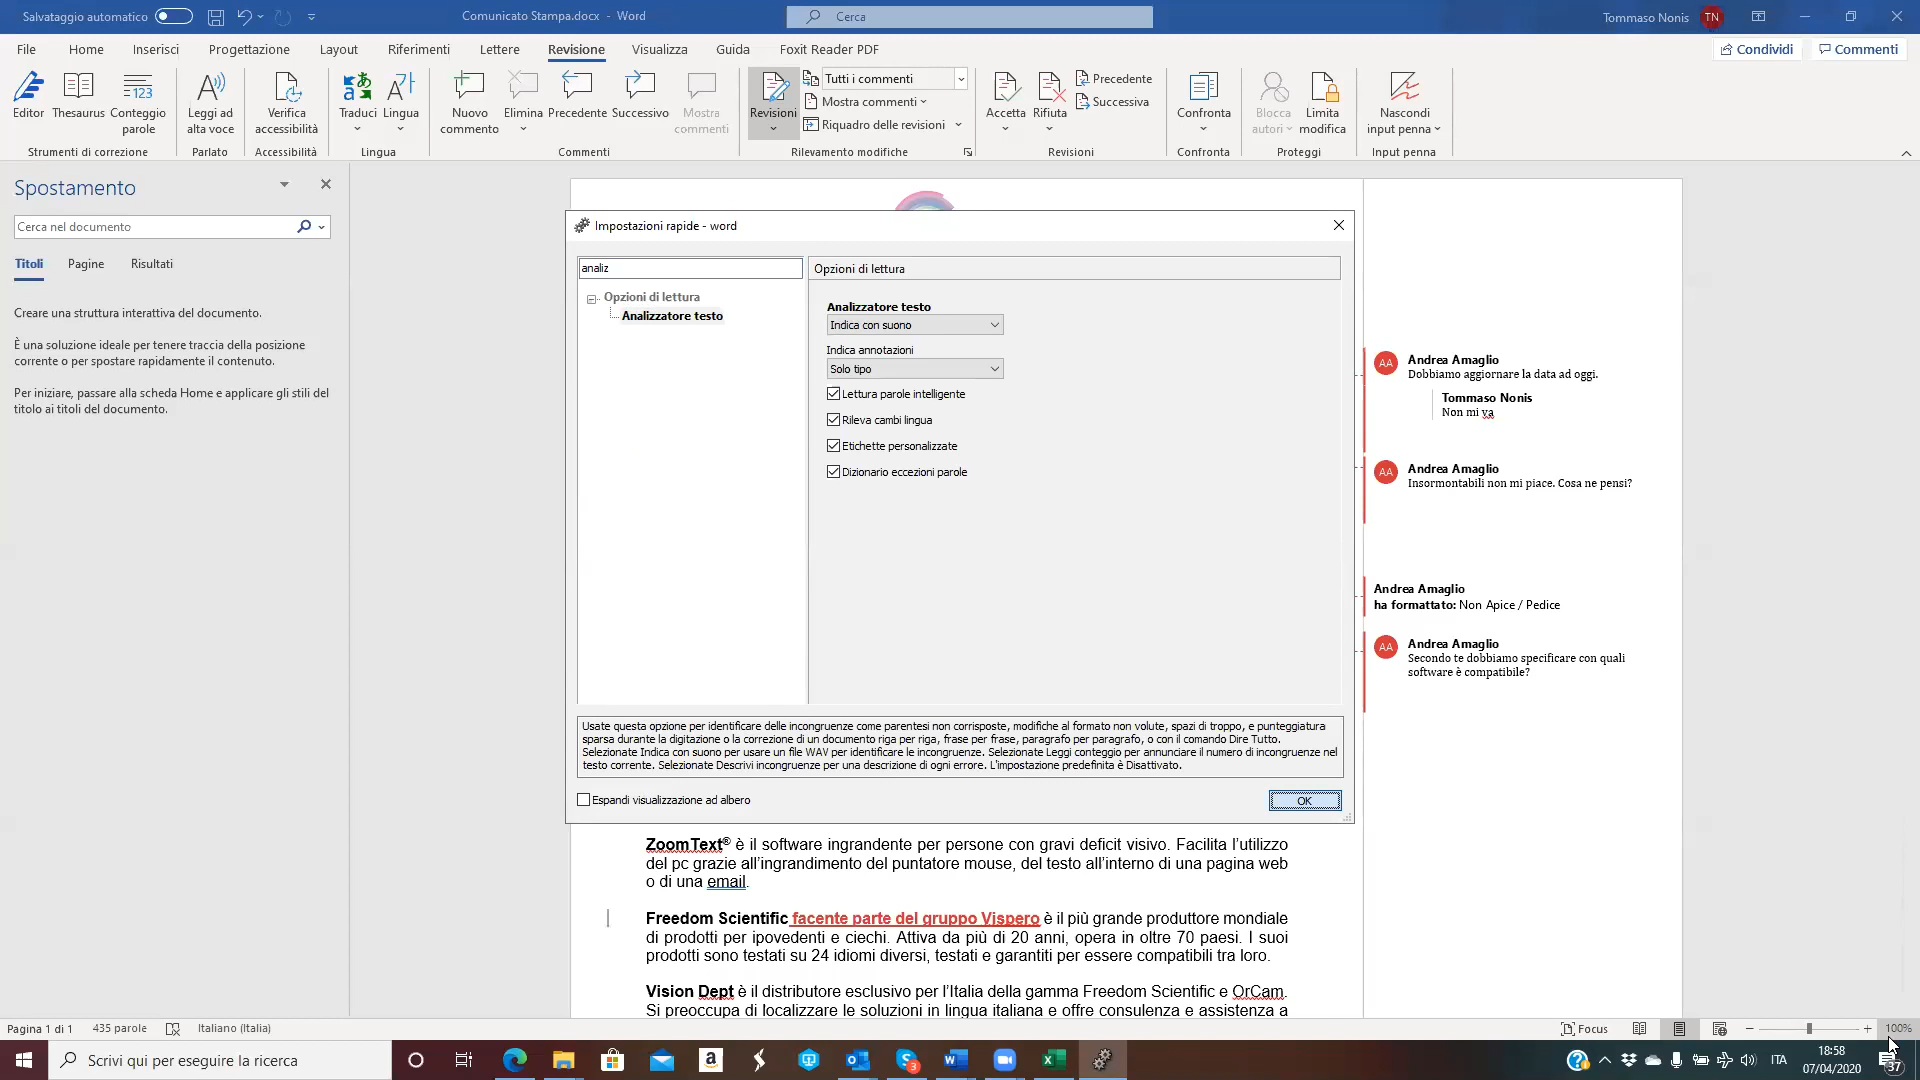 Salvataggio automatico
Comunicato Stampa.docx - Word
Cerca
Tommaso Nonis
TN
File
Home
Inserisci
Progettazione
Layout
Riferimenti
Lettere
Revisione
Visualizza
Guida
Foxit Reader PDF
Condividi
Commenti
Editor
Thesaurus
Conteggio
parole
Strumenti di correzione
Leggi ad
alta voce
Parlato
Verifica
accessibilità
Accessibilità
Traduci
Lingua
Lingua
Nuovo
commento
Elimina
Precedente
Successivo
Mostra
commenti
Commenti
Revisioni
Tutti i commenti
Mostra commenti
Riquadro delle revisioni
Rilevamento modifiche
Accetta
Rifiuta
Precedente
Successiva
Revisioni
Confronta
Confronta
Blocca
autori
Limita
modifica
Proteggi
Nascondi
input penna
Input penna
Spostamento
Cerca nel documento
Titoli
Pagine
Risultati
Creare una struttura interattiva del documento.
È una soluzione ideale per tenere traccia della posizione
corrente o per spostare rapidamente il contenuto.
Per iniziare, passare alla scheda Home e applicare gli stili del
titolo ai titoli del documento.
Impostazioni rapide - word
analiz
Opzioni di lettura
Analizzatore testo
Opzioni di lettura
Analizzatore testo
Indica con suono
Indica annotazioni
Solo tipo
Lettura parole intelligente
Rileva cambi lingua
Etichette personalizzate
Dizionario eccezioni parole
Usate questa opzione per identificare delle incongruenze come parentesi non corrisposte, modifiche al formato non volute, spazi di troppo, e punteggiatura
sparsa durante la digitazione o la correzione di un documento riga per riga, frase per frase, paragrafo per paragrafo, o con il comando Dire Tutto.
Selezionate Indica con suono per usare un file WAV per identificare le incongruenze. Selezionate Leggi conteggio per annunciare il numero di incongruenze nel
testo corrente. Selezionate Descrivi incongruenze per una descrizione di ogni errore. L'impostazione predefinita è Disattivato.
Espandi visualizzazione ad albero
OK
AA
Andrea Amaglio
Dobbiamo aggiornare la data ad oggi.
Tommaso Nonis
Non mi va
AA
Andrea Amaglio
Insormontabili non mi piace. Cosa ne pensi?
Andrea Amaglio
ha formattato: Non Apice / Pedice
AA
Andrea Amaglio
Secondo te dobbiamo specificare con quali
software è compatibile?
ZoomText® è il software ingrandente per persone con gravi deficit visivo. Facilita l'utilizzo
del pc grazie all'ingrandimento del puntatore mouse, del testo all'interno di una pagina web
o di una email.
Freedom Scientific facente parte del gruppo Vispero è il più grande produttore mondiale
di prodotti per ipovedenti e ciechi. Attiva da più di 20 anni, opera in oltre 70 paesi. I suoi
prodotti sono testati su 24 idiomi diversi, testati e garantiti per essere compatibili tra loro.
Vision Dept è il distributore esclusivo per l'Italia della gamma Freedom Scientific e OrCam.
Si preoccupa di localizzare le soluzioni in lingua italiana e offre consulenza e assistenza a
Pagina 1 di 1
435 parole
Italiano (Italia)
Focus
100%
Scrivi qui per eseguire la ricerca
3
ITA
18:58
07/04/2020
37